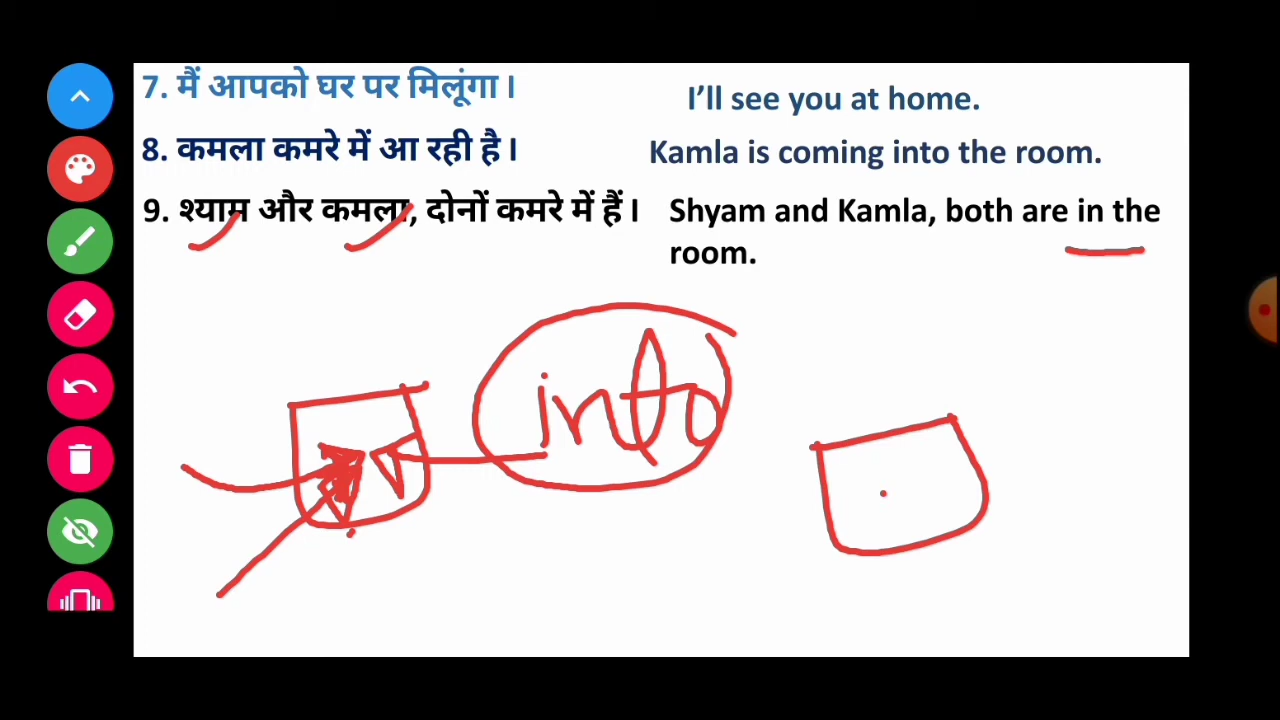 7. मैं आपको घर पर मिलूंगा । I’ll see you at home.
8. कमला कमरे में आ रही है । Kamla is coming into the room.
9. श्याम और कमला, दोनों कमरे में हैं । Shyam and Kamla, both are in the
room.
into